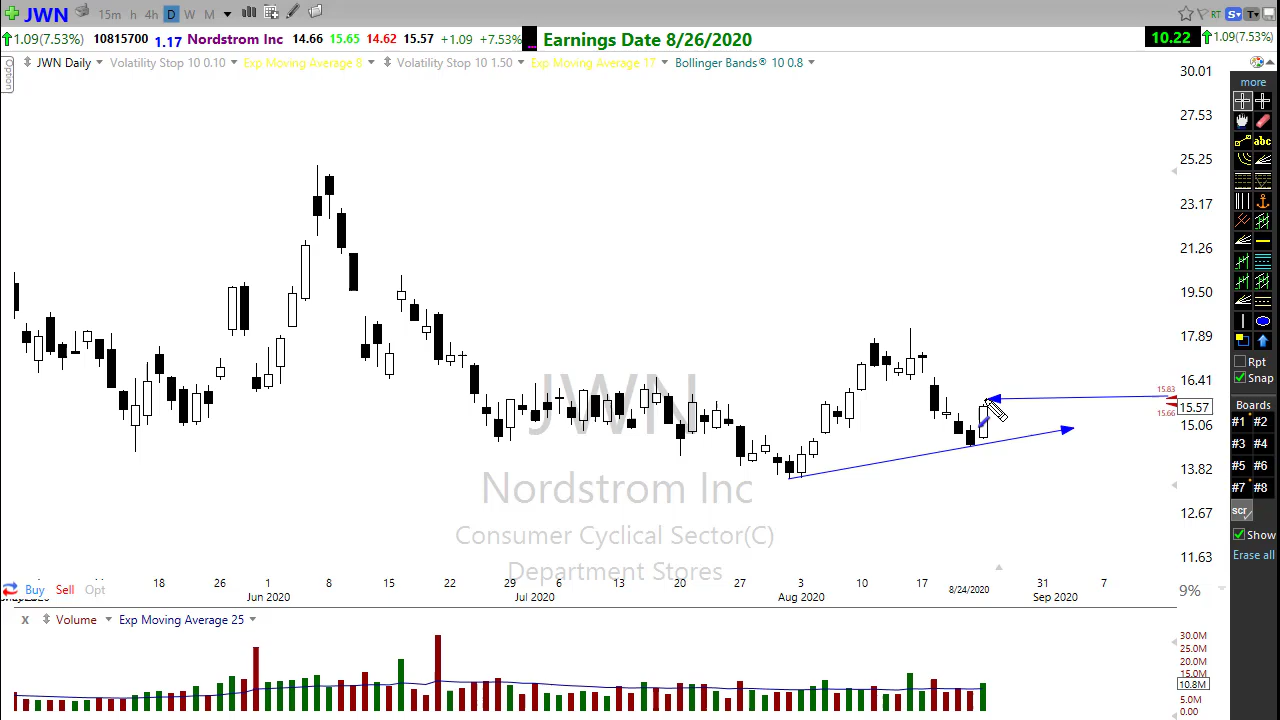 JWN 15m h 4h D W M RT S T
1.09(7.53%) 10815700 1.17 Nordstrom Inc 14.66 15.65 14.62 15.57 +1.09 +7.53% ... Earnings Date 8/26/2020 10.22 1.09(7.53%)
Option
JWN Daily Volatility Stop 10 0.10 Exp Moving Average 8 Volatility Stop 10 1.50 Exp Moving Average 17 Bollinger Bands® 10 0.8
30.01
27.53
25.25
23.17
21.26
19.50
17.89
16.41
15.83
15.57
15.66
15.06
13.82
12.67
11.63
9%
JWN
Nordstrom Inc
Consumer Cyclical Sector(C)
Department Stores
18 26 1 8 15 22 29 6 13 20 27 3 10 17 8/24/2020 31 7
Jun 2020 Jul 2020 Aug 2020 Sep 2020
Buy Sell Opt
x Volume Exp Moving Average 25
30.0M
25.0M
20.0M
15.0M
10.8M
5.0M
0.00
more
abc
Rpt
Snap
Boards
#1 #2
#3 #4
#5 #6
#7 #8
scr
Show
Erase all